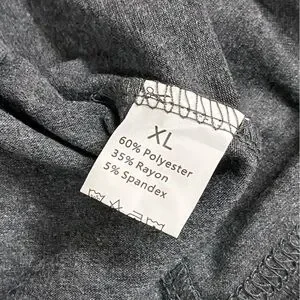 XL
60% Polyester
35% Rayon
5% Spandex